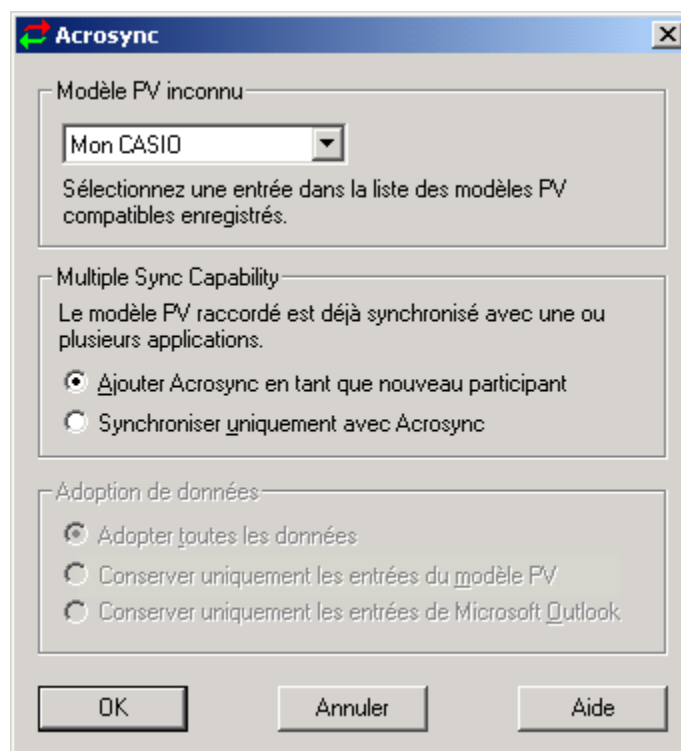 Acrosync
Modèle PV inconnu
Mon CASIO
Sélectionnez une entrée dans la liste des modèles PV
compatibles enregistrés.
Multiple Sync Capability
Le modèle PV raccordé est déjà synchronisé avec une ou
plusieurs applications.
Ajouter Acrosync en tant que nouveau participant
Synchroniser uniquement avec Acrosync
Adoption de données
Adopter toutes les données
Conserver uniquement les entrées du modèle PV
Conserver uniquement les entrées de Microsoft Outlook
OK Annuler Aide